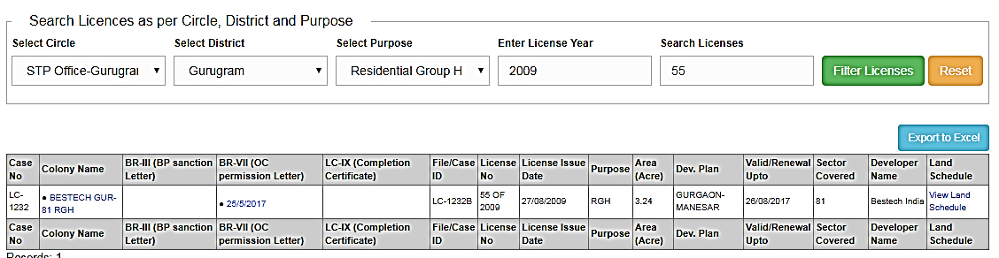 Search Licences as per Circle, District and Purpose
Select Circle Select District Select Purpose Enter License Year Search Licenses
STP Office-Gurugrar Gurugram Residential Group H 2009 55 Filter Licenses Reset
Export to Excel
Case No Colony Name BR-III (BP sanction Letter) BR-VII (OC permission Letter) LC-IX (Completion Certificate) File/Case ID License No License Issue Date Purpose Area (Acre) Dev. Plan Valid/Renewal Upto Sector Covered Developer Name Land Schedule
LC-1232 • BESTECH GUR-81 RGH • 25/5/2017 LC-1232B 55 OF 2009 27/08/2009 RGH 3.24 GURGAON-MANESAR 26/08/2017 81 Bestech India View Land Schedule
Case No Colony Name BR-III (BP sanction Letter) BR-VII (OC permission Letter) LC-IX (Completion Certificate) File/Case ID License No License Issue Date Purpose Area (Acre) Dev. Plan Valid/Renewal Upto Sector Covered Developer Name Land Schedule
Records: 1